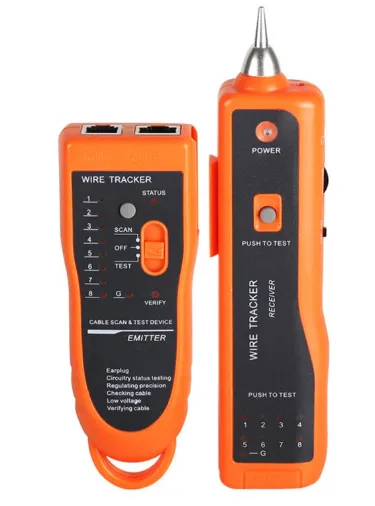 WIRE TRACKER
STATUS
1
2
3
4
5
6
7
8 G
SCAN
OFF
TEST
VERIFY
CABLE SCAN & TEST DEVICE
EMITTER
Earplug
Circuitry status testing
Regulating precision
Checking cable
Low voltage
Verifying cable
POWER
PUSH TO TEST
WIRE TRACKER
RECEIVER
PUSH TO TEST
1 2 3 4
5 6 7 8
G